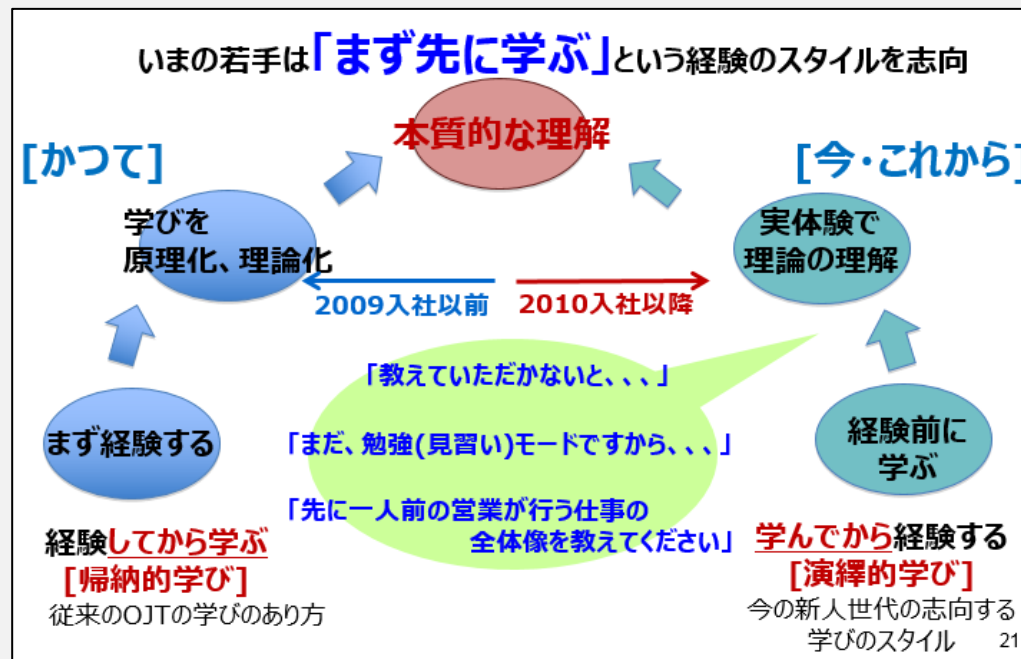 いまの若手は「まず先に学ぶ」という経験のスタイルを志向
本質的な理解
[かつて]
[今・これから]
学びを
原理化、理論化
実体験で
理論の理解
2009入社以前
2010入社以降
「教えていただかないと、、、」
「まだ、勉強(見習い)モードですから、、、」
「先に一人前の営業が行う仕事の
全体像を教えてください」
まず経験する
経験前に
学ぶ
経験してから学ぶ
[帰納的学び]
従来のOJTの学びのあり方
学んでから経験する
[演繹的学び]
今の新人世代の志向する
学びのスタイル
21